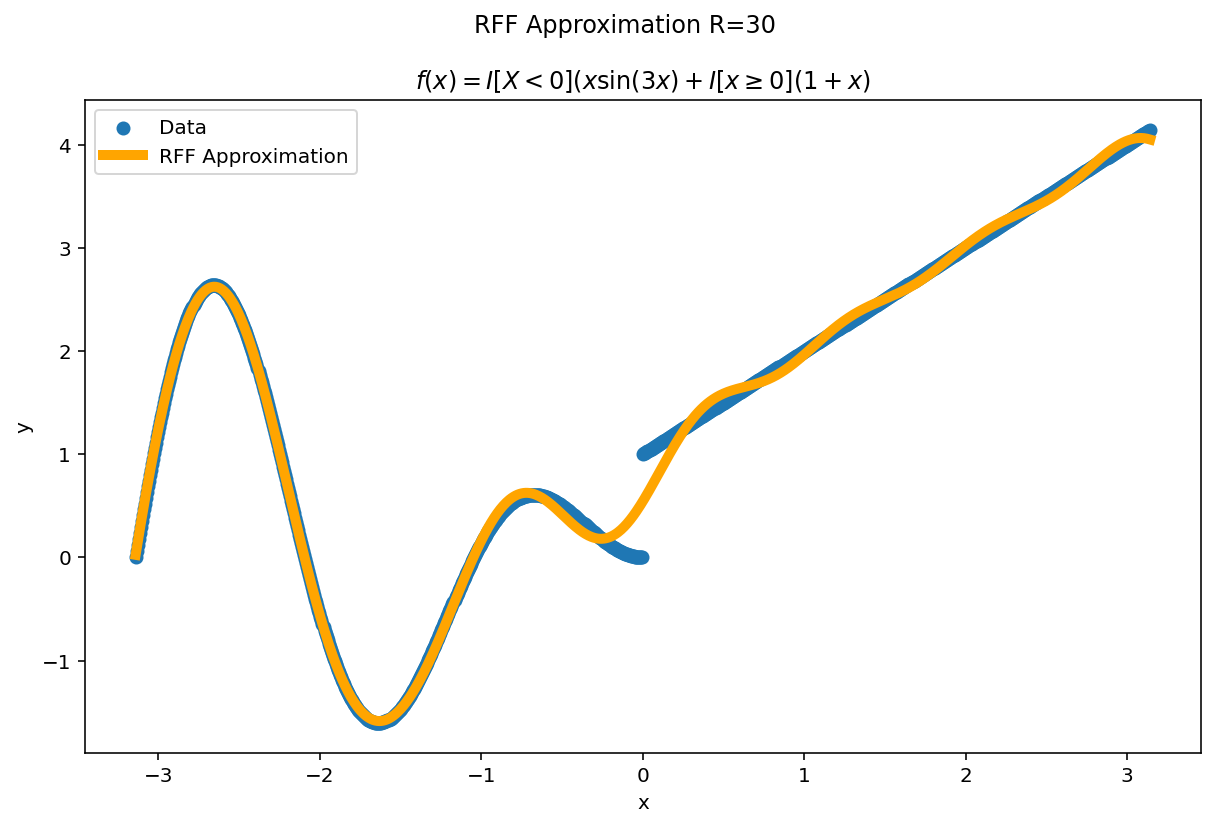 RFF Approximation R=30
f(x) = I[X < 0](x sin(3x) + I[x ≥ 0](1 + x)
Data
RFF Approximation
4
3
2
1
0
−1
y
−3 −2 −1 0 1 2 3
x